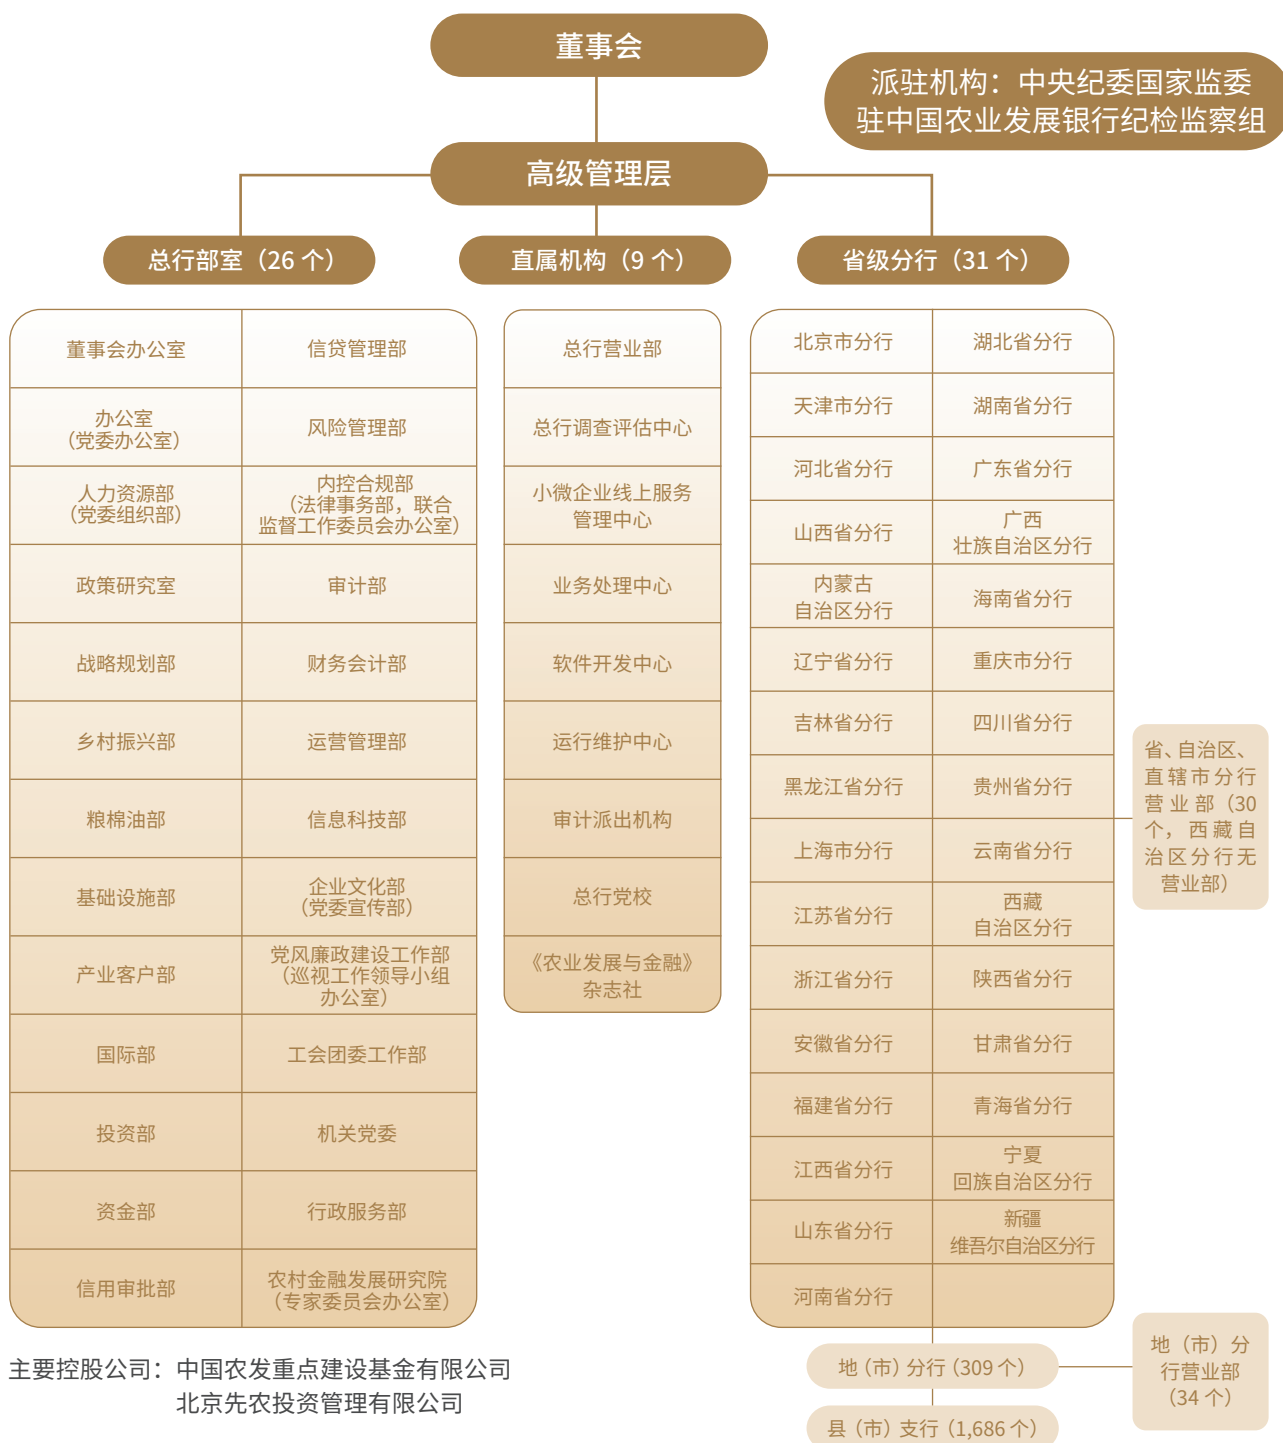 董事会
派驻机构：中央纪委国家监委
驻中国农业发展银行纪检监察组
高级管理层
总行部室（26 个）
直属机构（9 个）
省级分行（31 个）
董事会办公室
信贷管理部
办公室
（党委办公室）
风险管理部
人力资源部
（党委组织部）
内控合规部
（法律事务部，联合
监督工作委员会办公室）
政策研究室
审计部
战略规划部
财务会计部
乡村振兴部
运营管理部
粮棉油部
信息科技部
基础设施部
企业文化部
（党委宣传部）
产业客户部
党风廉政建设工作部
（巡视工作领导小组
办公室）
国际部
工会团委工作部
投资部
机关党委
资金部
行政服务部
信用审批部
农村金融发展研究院
（专家委员会办公室）
总行营业部
总行调查评估中心
小微企业线上服务
管理中心
业务处理中心
软件开发中心
运行维护中心
审计派出机构
总行党校
《农业发展与金融》
杂志社
北京市分行
湖北省分行
天津市分行
湖南省分行
河北省分行
广东省分行
山西省分行
广西
壮族自治区分行
内蒙古
自治区分行
海南省分行
辽宁省分行
重庆市分行
吉林省分行
四川省分行
黑龙江省分行
贵州省分行
上海市分行
云南省分行
江苏省分行
西藏
自治区分行
浙江省分行
陕西省分行
安徽省分行
甘肃省分行
福建省分行
青海省分行
江西省分行
宁夏
回族自治区分行
山东省分行
新疆
维吾尔自治区分行
河南省分行
省、自治区、
直辖市分行
营业部（30
个，西藏自
治区分行无
营业部）
地（市）分行（309 个）
地（市）分
行营业部
（34 个）
县（市）支行（1,686 个）
主要控股公司：中国农发重点建设基金有限公司
北京先农投资管理有限公司